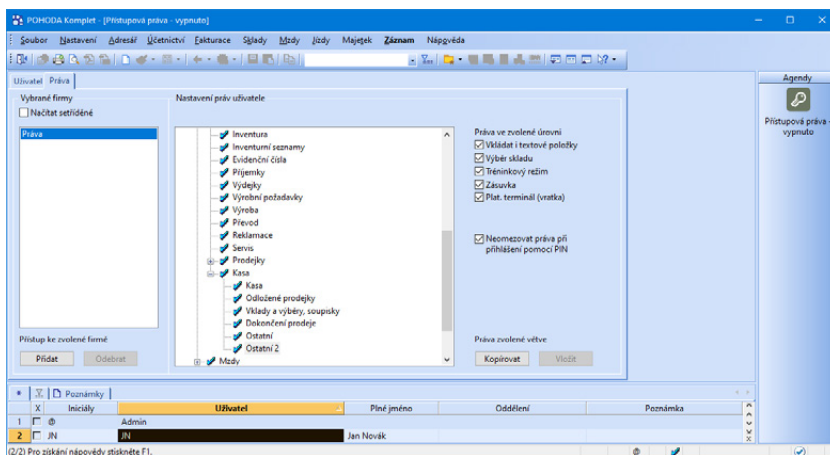 POHODA Komplet - [Přístupová práva - vypnuto]
Soubor Nastavení Adresář Účetnictví Fakturace Sklady Mzdy Jízdy Majetek Záznam Nápověda
Uživatel Práva
Agendy
Přístupová práva - vypnuto
Vybrané firmy
Načítat setříděné
Práva
Přístup ke zvolené firmě
Přidat Odebrat
Nastavení práv uživatele
Inventura
Inventurní seznamy
Evidenční čísla
Příjemky
Výdejky
Výrobní požadavky
Výroba
Převod
Reklamace
Servis
Prodejky
Kasa
Kasa
Odložené prodejky
Vklady a výběry, soupisky
Dokončení prodeje
Ostatní
Ostatní 2
Mzdy
Práva ve zvolené úrovni
Vkládat i textové položky
Výběr skladu
Tréninkový režim
Zásuvka
Plat. terminál (vratka)
Neomezovat práva při
přihlášení pomocí PIN
Práva zvolené větve
Kopírovat Vložit
Poznámky
X Iniciály Uživatel Plné jméno Oddělení Poznámka
1 @ Admin
2 JN JN Jan Novák
(2/2) Pro získání nápovědy stiskněte F1. @